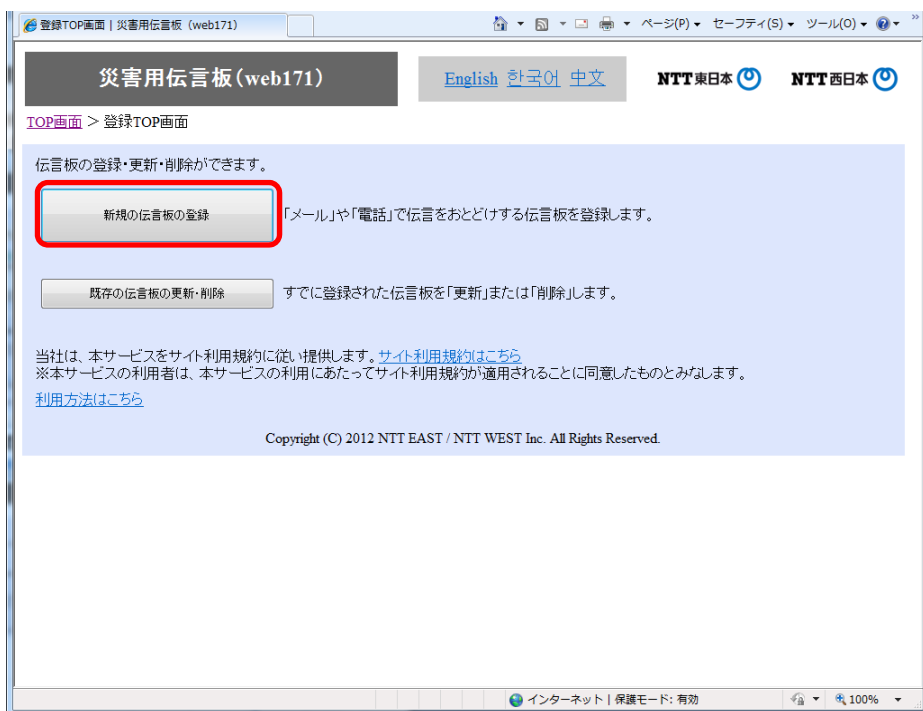 登録TOP画面 | 災害用伝言板 (web171)
ページ(P) セーフティ(S) ツール(O)
災害用伝言板(web171)
English 한국어 中文
NTT東日本
NTT西日本
TOP画面 > 登録TOP画面
伝言板の登録・更新・削除ができます。
新規の伝言板の登録
「メール」や「電話」で伝言をおとどけする伝言板を登録します。
既存の伝言板の更新・削除
すでに登録された伝言板を「更新」または「削除」します。
当社は、本サービスをサイト利用規約に従い提供します。サイト利用規約はこちら
※本サービスの利用者は、本サービスの利用にあたってサイト利用規約が適用されることに同意したものとみなします。
利用方法はこちら
Copyright (C) 2012 NTT EAST / NTT WEST Inc. All Rights Reserved.
インターネット | 保護モード: 有効
100%